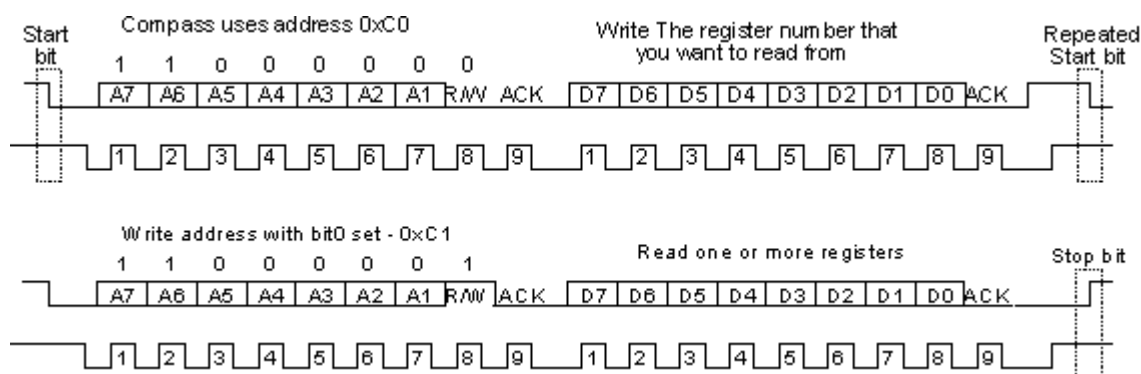 Compass uses address 0xC0
Write The register number that
you want to read from
Start
bit
Repeated
Start bit
1 1 0 0 0 0 0 0
A7 A6 A5 A4 A3 A2 A1 R/W ACK D7 D6 D5 D4 D3 D2 D1 D0 ACK
1 2 3 4 5 6 7 8 9 1 2 3 4 5 6 7 8 9
Write address with bit0 set - 0xC1
Read one or more registers
Stop bit
1 1 0 0 0 0 0 1
A7 A6 A5 A4 A3 A2 A1 R/W ACK D7 D6 D5 D4 D3 D2 D1 D0 ACK
1 2 3 4 5 6 7 8 9 1 2 3 4 5 6 7 8 9